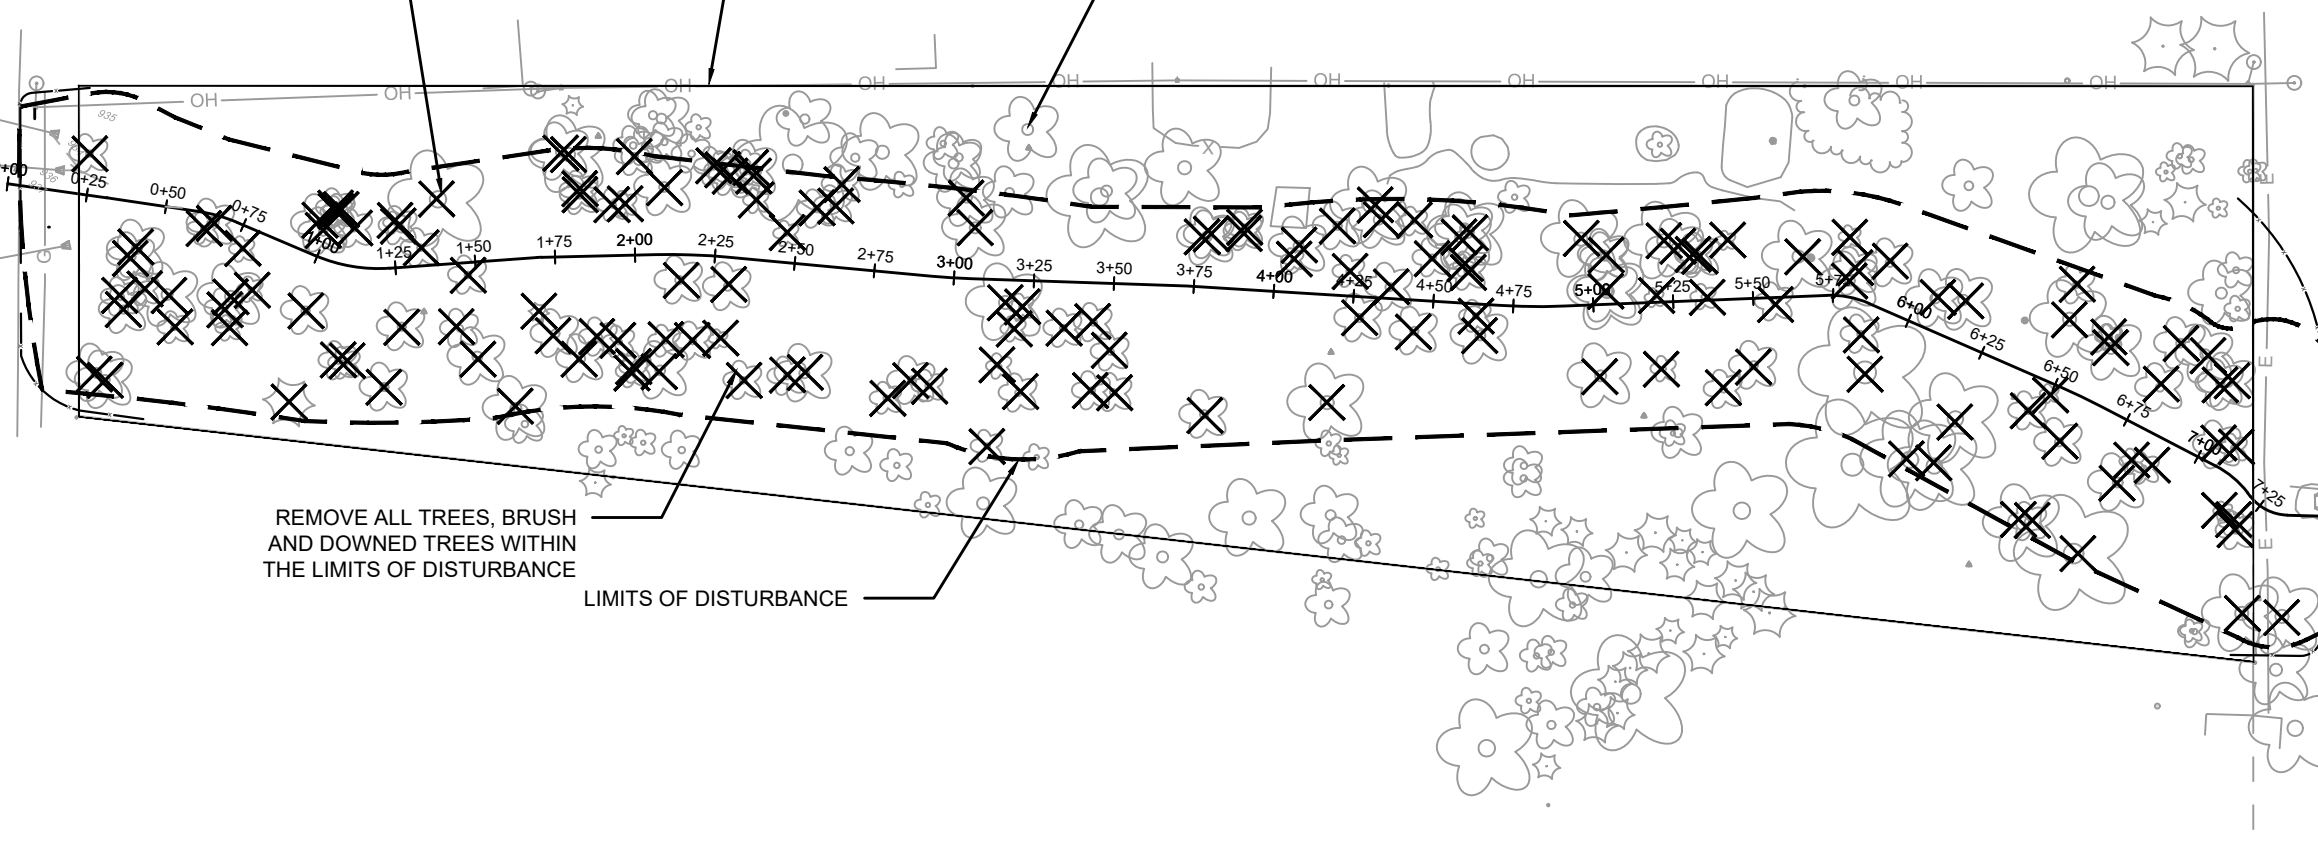 OH OH OH OH OH OH OH OH OH OH OH
935
936
+00 0+25 0+50 0+75 1+00 1+25 1+50 1+75 2+00 2+25 2+50 2+75 3+00 3+25 3+50 3+75 4+00 4+25 4+50 4+75 5+00 5+25 5+50 5+75 6+00 6+25 6+50 6+75 7+00 7+25
E
E
E
REMOVE ALL TREES, BRUSH
AND DOWNED TREES WITHIN
THE LIMITS OF DISTURBANCE
LIMITS OF DISTURBANCE